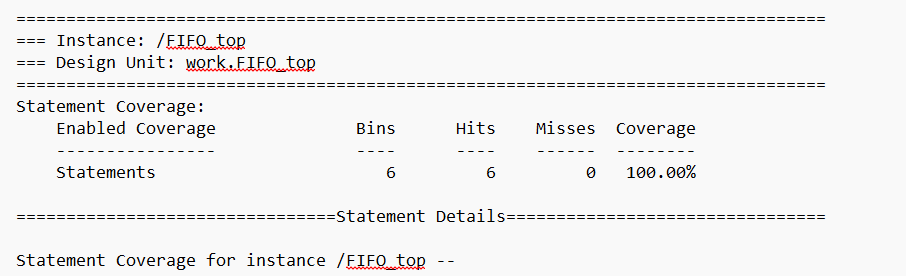 =================================================================================
=== Instance: /FIFO_top
=== Design Unit: work.FIFO_top
=================================================================================
Statement Coverage:
    Enabled Coverage              Bins      Hits    Misses  Coverage
    ----------------              ----      ----    ------  --------
    Statements                       6         6         0   100.00%

================================Statement Details================================

Statement Coverage for instance /FIFO_top --